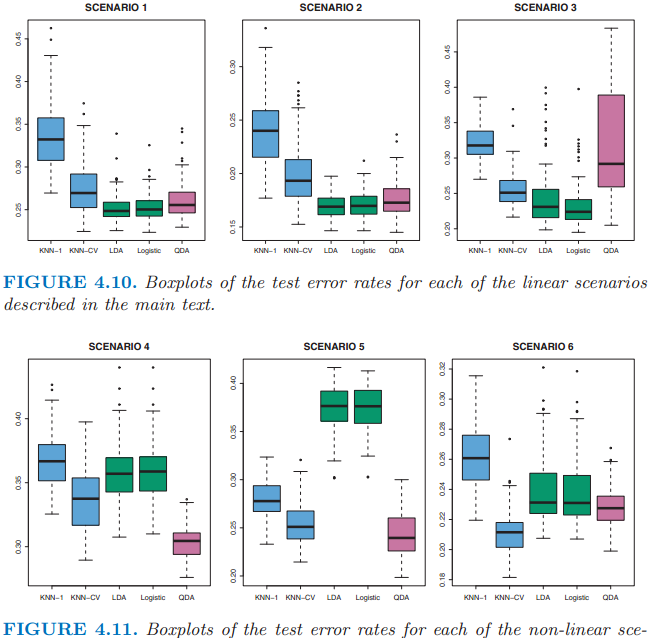 SCENARIO 1
SCENARIO 2
SCENARIO 3
0.45
0.40
0.35
0.30
0.25
KNN−1
KNN−CV
LDA
Logistic
QDA
0.30
0.25
0.20
0.15
KNN−1
KNN−CV
LDA
Logistic
QDA
0.45
0.40
0.35
0.30
0.25
0.20
KNN−1
KNN−CV
LDA
Logistic
QDA
FIGURE 4.10. Boxplots of the test error rates for each of the linear scenarios
described in the main text.
SCENARIO 4
SCENARIO 5
SCENARIO 6
0.40
0.35
0.30
KNN−1
KNN−CV
LDA
Logistic
QDA
0.40
0.35
0.30
0.25
0.20
KNN−1
KNN−CV
LDA
Logistic
QDA
0.32
0.30
0.28
0.26
0.24
0.22
0.20
0.18
KNN−1
KNN−CV
LDA
Logistic
QDA
FIGURE 4.11. Boxplots of the test error rates for each of the non-linear sce-